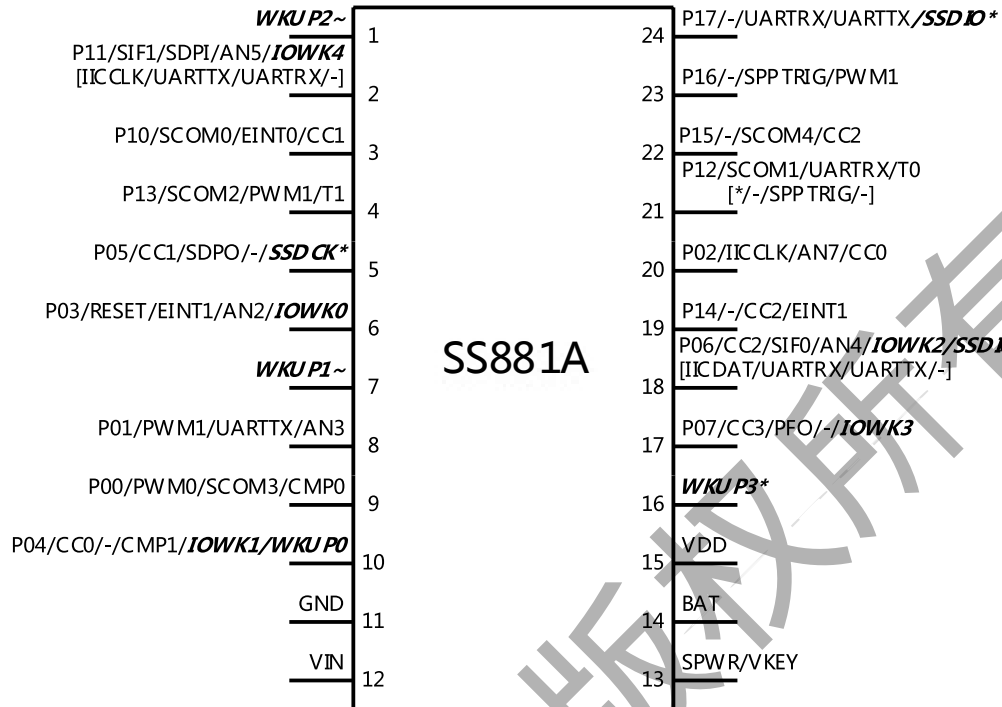 WKUP2~
1
P11/SIF1/SDPI/AN5/IOWK4
[IICCLK/UARTTX/UARTRX/-]
2
P10/SCOM0/EINT0/CC1
3
P13/SCOM2/PWM1/T1
4
P05/CC1/SDPO/-/SSDCK*
5
P03/RESET/EINT1/AN2/IOWK0
6
WKUP1~
7
P01/PWM1/UARTTX/AN3
8
P00/PWM0/SCOM3/CMP0
9
P04/CC0/-/CMP1/IOWK1/WKUP0
10
GND
11
VIN
12
SS881A
P17/-/UARTRX/UARTTX/SSDIO*
24
P16/-/SPPTRIG/PWM1
23
P15/-/SCOM4/CC2
22
P12/SCOM1/UARTRX/T0
[*/-/SPPTRIG/-]
21
P02/IICCLK/AN7/CC0
20
P14/-/CC2/EINT1
19
P06/CC2/SIF0/AN4/IOWK2/
[IICDAT/UARTRX/UARTTX/-]
18
P07/CC3/PFO/-/IOWK3
17
WKUP3*
16
VDD
15
BAT
14
SPWR/VKEY
13
版权所有